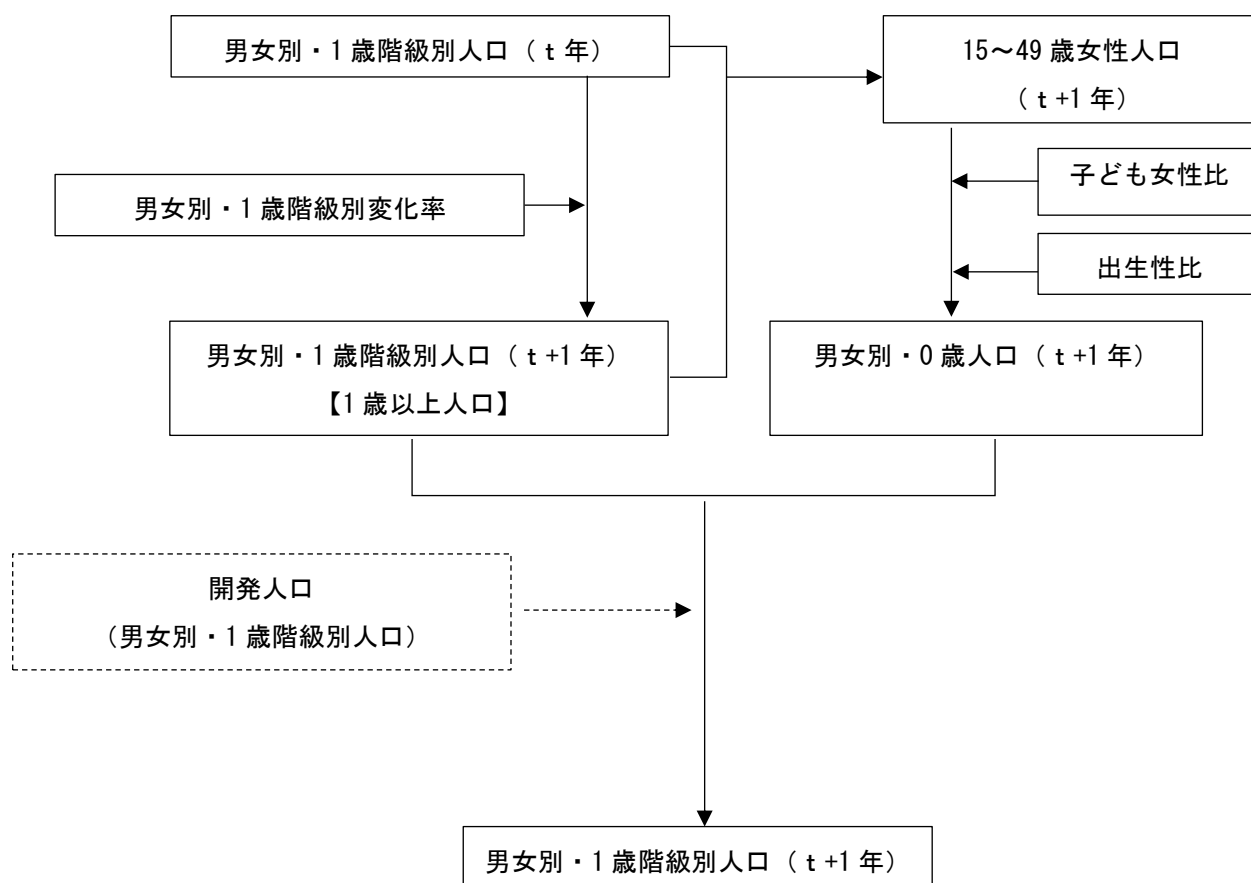 男女別・1歳階級別人口（ｔ年）
15～49歳女性人口
（ｔ+1年）
子ども女性比
男女別・1歳階級別変化率
出生性比
男女別・1歳階級別人口（ｔ+1年）
【1歳以上人口】
男女別・0歳人口（ｔ+1年）
開発人口
（男女別・1歳階級別人口）
男女別・1歳階級別人口（ｔ+1年）